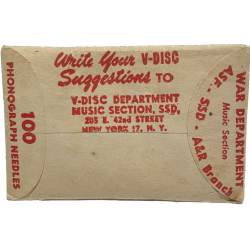 Write Your V-DISC
Suggestions TO
V-DISC DEPARTMENT
MUSIC SECTION, SSD,
205 E. 42nd STREET
NEW YORK 17, N. Y.
100
PHONOGRAPH NEEDLES
WAR DEPARTMENT
Music Section
ASF - SSD - A&R Branch